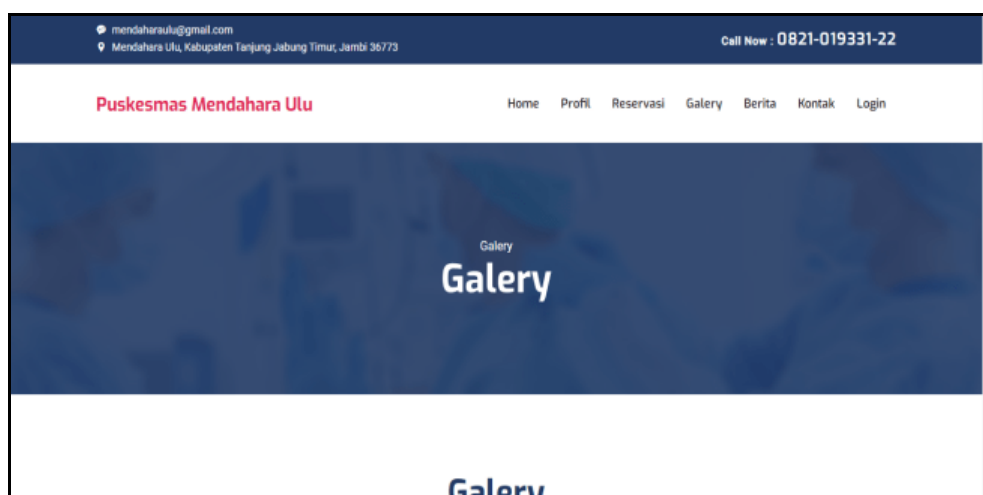 mendaharaulu@gmail.com
Mendahara Ulu, Kabupaten Tanjung Jabung Timur, Jambi 36773
Call Now : 0821-019331-22
Puskesmas Mendahara Ulu
Home Profil Reservasi Galery Berita Kontak Login
Galery
Galery
Galery